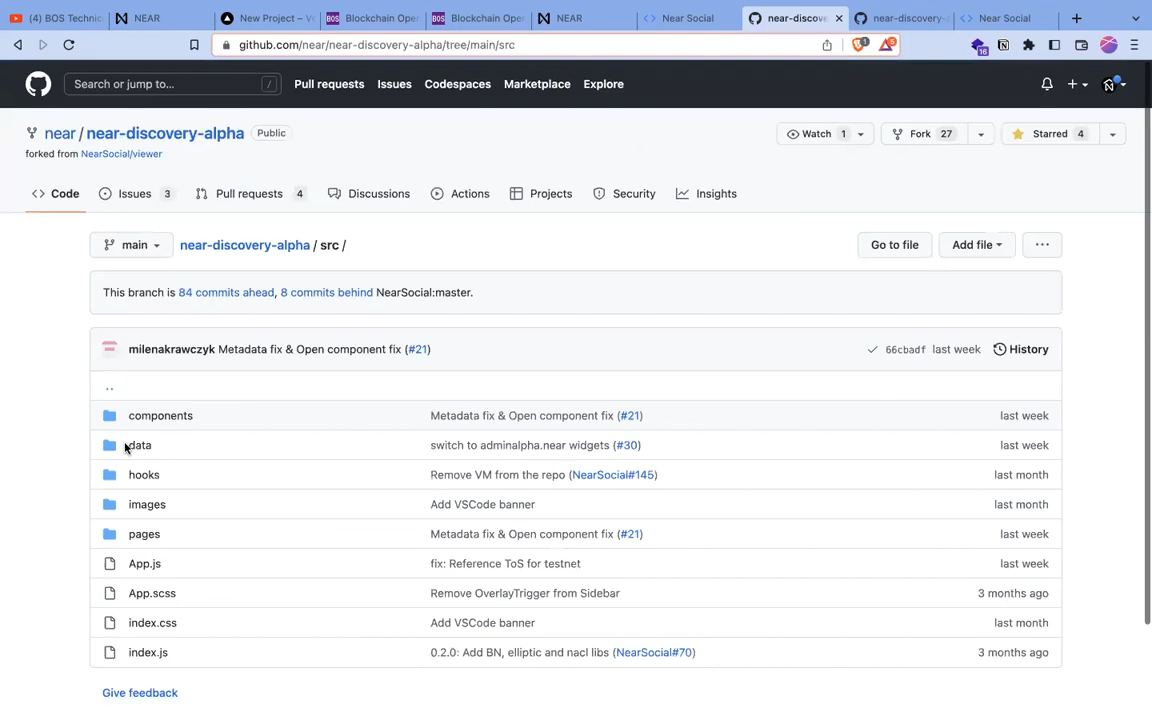 (4) BOS Technic NEAR New Project – Ve Blockchain Ope Blockchain Ope NEAR Near Social near-discove near-discovery- Near Social
github.com/near/near-discovery-alpha/tree/main/src 1 6 16
Search or jump to... / Pull requests Issues Codespaces Marketplace Explore
near / near-discovery-alpha Public Watch 1 Fork 27 Starred 4
forked from NearSocial/viewer
Code Issues 3 Pull requests 4 Discussions Actions Projects Security Insights
main near-discovery-alpha / src / Go to file Add file ...
This branch is 84 commits ahead, 8 commits behind NearSocial:master.
milenakrawczyk Metadata fix & Open component fix (#21) 66cbadf last week History
..
components Metadata fix & Open component fix (#21) last week
data switch to adminalpha.near widgets (#30) last week
hooks Remove VM from the repo (NearSocial#145) last month
images Add VSCode banner last month
pages Metadata fix & Open component fix (#21) last week
App.js fix: Reference ToS for testnet last week
App.scss Remove OverlayTrigger from Sidebar 3 months ago
index.css Add VSCode banner last month
index.js 0.2.0: Add BN, elliptic and nacl libs (NearSocial#70) 3 months ago
Give feedback